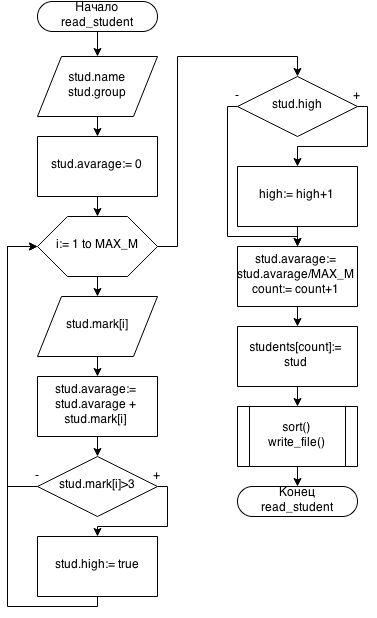 Начало
read_student
stud.name
stud.group
stud.avarage:= 0
i:= 1 to MAX_M
stud.mark[i]
stud.avarage:=
stud.avarage +
stud.mark[i]
-
stud.mark[i]>3
+
stud.high:= true
-
+
stud.high
high:= high+1
stud.avarage:=
stud.avarage/MAX_M
count:= count+1
students[count]:=
stud
sort()
write_file()
Конец
read_student